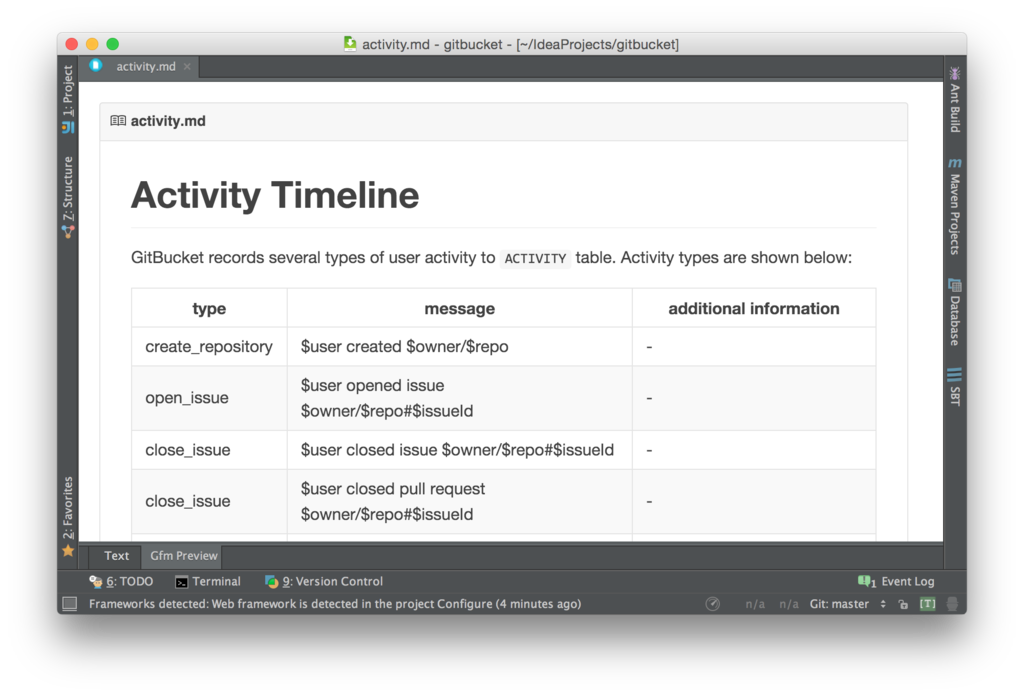 activity.md - gitbucket - [~/IdeaProjects/gitbucket]
activity.md
1: Project
7: Structure
2: Favorites
activity.md
Activity Timeline
GitBucket records several types of user activity to ACTIVITY table. Activity types are shown below:
type message additional information
create_repository $user created $owner/$repo -
open_issue $user opened issue -
$owner/$repo#$issueId
close_issue $user closed issue $owner/$repo#$issueId -
close_issue $user closed pull request -
$owner/$repo#$issueId
Ant Build
m Maven Projects
Database
SBT
Text Gfm Preview
6: TODO Terminal 9: Version Control 1 Event Log
Frameworks detected: Web framework is detected in the project Configure (4 minutes ago) n/a n/a Git: master [T]